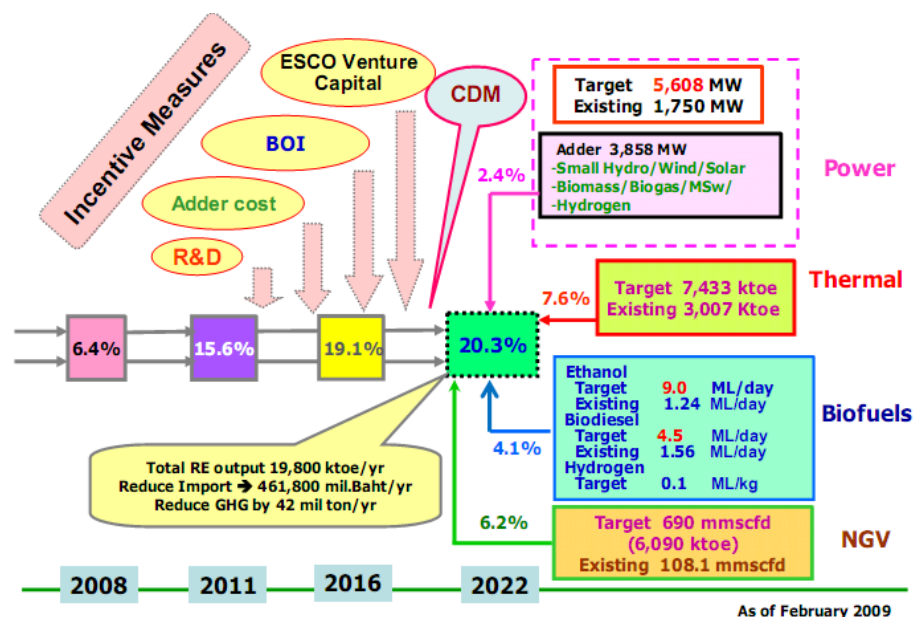 Incentive Measures
ESCO Venture
Capital
BOI
Adder cost
R&D
CDM
Target 5,608 MW
Existing 1,750 MW
Adder 3,858 MW
-Small Hydro/Wind/Solar
-Biomass/Biogas/MSw/
-Hydrogen
Power
2.4%
Thermal
7.6%
Target 7,433 ktoe
Existing 3,007 Ktoe
6.4%
15.6%
19.1%
20.3%
Ethanol
Target 9.0 ML/day
Existing 1.24 ML/day
Biodiesel
Target 4.5 ML/day
Existing 1.56 ML/day
Hydrogen
Target 0.1 ML/kg
Biofuels
4.1%
Total RE output 19,800 ktoe/yr
Reduce Import ➔ 461,800 mil.Baht/yr
Reduce GHG by 42 mil ton/yr
6.2%
Target 690 mmscfd
(6,090 ktoe)
Existing 108.1 mmscfd
NGV
2008
2011
2016
2022
As of February 2009